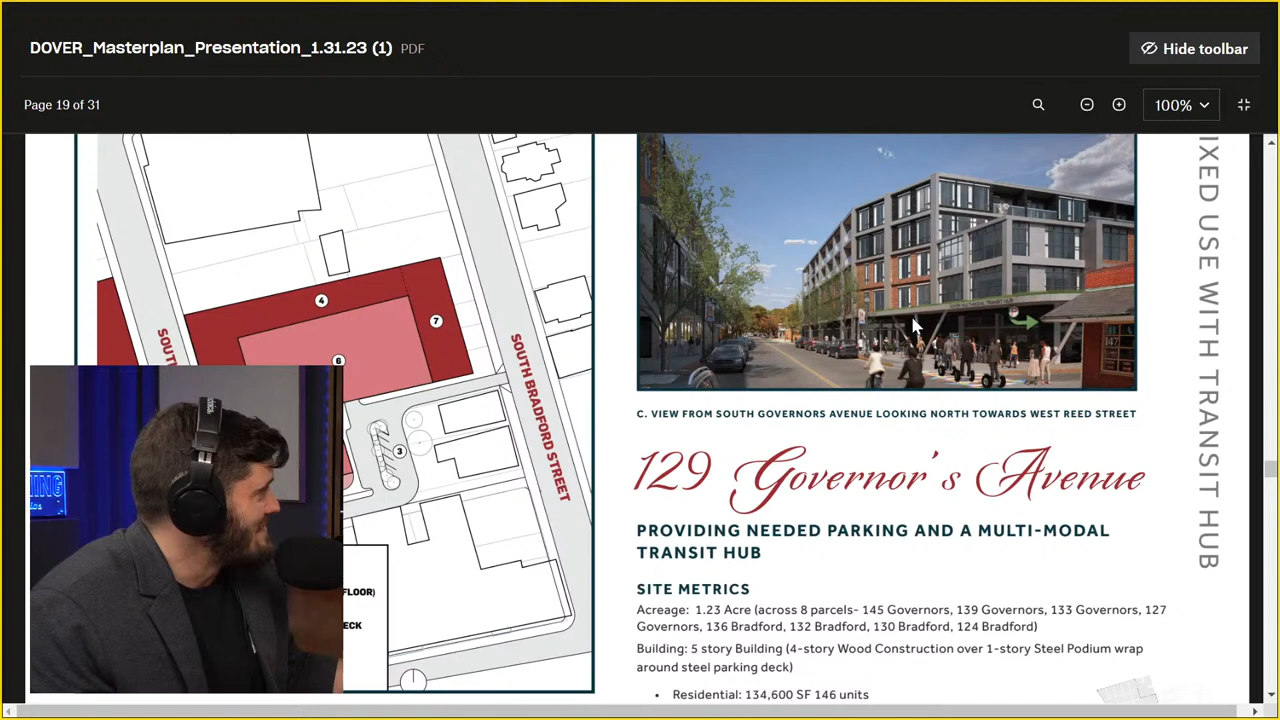 DOVER_Masterplan_Presentation_1.31.23 (1) PDF
Hide toolbar
Page 19 of 31
100%
4
7
6
3
SOUTH BRADFORD STREET
FLOOR)
ECK
147
C. VIEW FROM SOUTH GOVERNORS AVENUE LOOKING NORTH TOWARDS WEST REED STREET
129 Governor's Avenue
PROVIDING NEEDED PARKING AND A MULTI-MODAL
TRANSIT HUB
SITE METRICS
Acreage: 1.23 Acre (across 8 parcels- 145 Governors, 139 Governors, 133 Governors, 127
Governors, 136 Bradford, 132 Bradford, 130 Bradford, 124 Bradford)
Building: 5 story Building (4-story Wood Construction over 1-story Steel Podium wrap
around steel parking deck)
• Residential: 134,600 SF 146 units
IXED USE WITH TRANSIT HUB